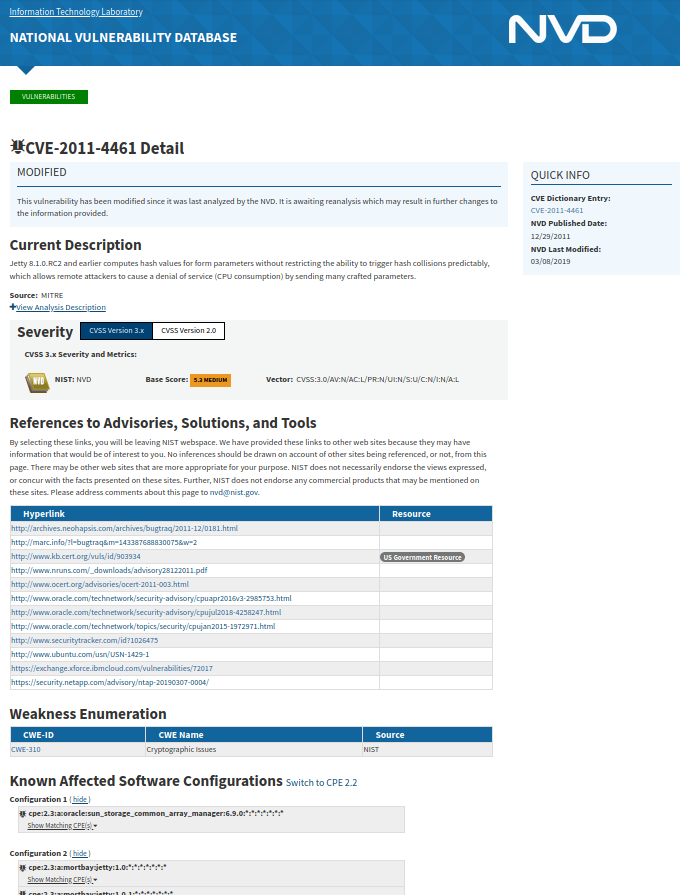 Information Technology Laboratory
NATIONAL VULNERABILITY DATABASE
NVD
VULNERABILITIES
CVE-2011-4461 Detail
MODIFIED
This vulnerability has been modified since it was last analyzed by the NVD. It is awaiting reanalysis which may result in further changes to
the information provided.
QUICK INFO
CVE Dictionary Entry:
CVE-2011-4461
NVD Published Date:
12/29/2011
NVD Last Modified:
03/08/2019
Current Description
Jetty 8.1.0.RC2 and earlier computes hash values for form parameters without restricting the ability to trigger hash collisions predictably,
which allows remote attackers to cause a denial of service (CPU consumption) by sending many crafted parameters.
Source: MITRE
View Analysis Description
Severity CVSS Version 3.x CVSS Version 2.0
CVSS 3.x Severity and Metrics:
NVD NIST: NVD Base Score: 5.3 MEDIUM Vector: CVSS:3.0/AV:N/AC:L/PR:N/UI:N/S:U/C:N/I:N/A:L
References to Advisories, Solutions, and Tools
By selecting these links, you will be leaving NIST webspace. We have provided these links to other web sites because they may have
information that would be of interest to you. No inferences should be drawn on account of other sites being referenced, or not, from this
page. There may be other web sites that are more appropriate for your purpose. NIST does not necessarily endorse the views expressed,
or concur with the facts presented on these sites. Further, NIST does not endorse any commercial products that may be mentioned on
these sites. Please address comments about this page to nvd@nist.gov.
Hyperlink Resource
http://archives.neohapsis.com/archives/bugtraq/2011-12/0181.html
http://marc.info/?l=bugtraq&m=143387688830075&w=2
http://www.kb.cert.org/vuls/id/903934 US Government Resource
http://www.nruns.com/_downloads/advisory28122011.pdf
http://www.ocert.org/advisories/ocert-2011-003.html
http://www.oracle.com/technetwork/security-advisory/cpuapr2016v3-2985753.html
http://www.oracle.com/technetwork/security-advisory/cpujul2018-4258247.html
http://www.oracle.com/technetwork/topics/security/cpujan2015-1972971.html
http://www.securitytracker.com/id?1026475
http://www.ubuntu.com/usn/USN-1429-1
https://exchange.xforce.ibmcloud.com/vulnerabilities/72017
https://security.netapp.com/advisory/ntap-20190307-0004/
Weakness Enumeration
CWE-ID CWE Name Source
CWE-310 Cryptographic Issues NIST
Known Affected Software Configurations Switch to CPE 2.2
Configuration 1 ( hide )
cpe:2.3:a:oracle:sun_storage_common_array_manager:6.9.0:*:*:*:*:*:*:*
Show Matching CPE(s)
Configuration 2 ( hide )
cpe:2.3:a:mortbay:jetty:1.0:*:*:*:*:*:*:*
Show Matching CPE(s)